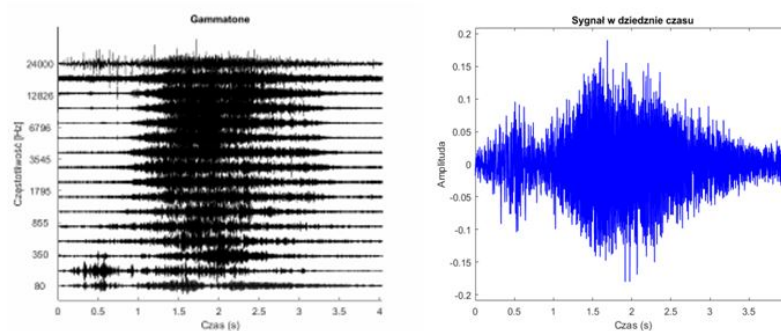 Gammatone
24000
12826
6796
3545
1795
855
350
80
Częstotliwość [Hz]
0 0.5 1 1.5 2 2.5 3 3.5 4
Czas (s)
Sygnał w dziedznie czasu
0.2
0.15
0.1
0.05
0
-0.05
-0.1
-0.15
-0.2
Amplituda
0 0.5 1 1.5 2 2.5 3 3.5
Czas (s)